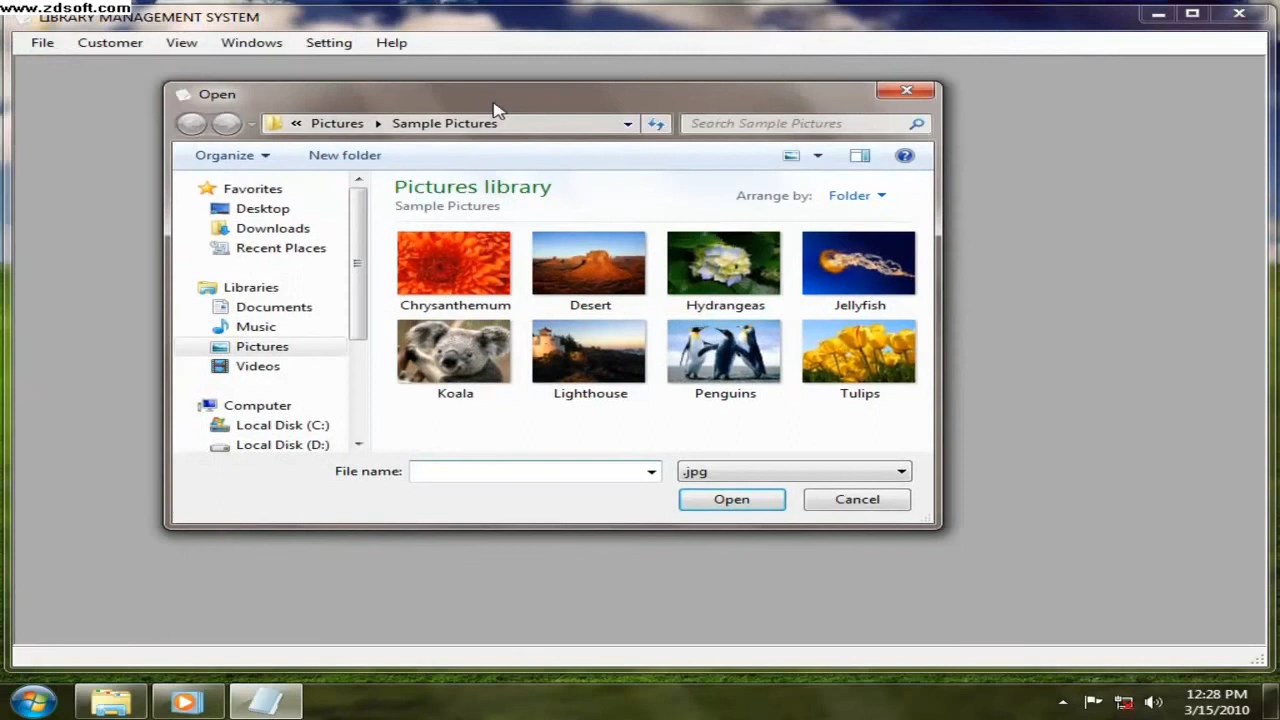 www.zdsoft.com
LIBRARY MANAGEMENT SYSTEM
File Customer View Windows Setting Help
Open
« Pictures Sample Pictures Search Sample Pictures
Organize New folder
Favorites
Desktop
Downloads
Recent Places
Libraries
Documents
Music
Pictures
Videos
Computer
Local Disk (C:)
Local Disk (D:)
Pictures library
Sample Pictures
Arrange by: Folder
Chrysanthemum Desert Hydrangeas Jellyfish
Koala Lighthouse Penguins Tulips
File name: .jpg
Open Cancel
12:28 PM
3/15/2010